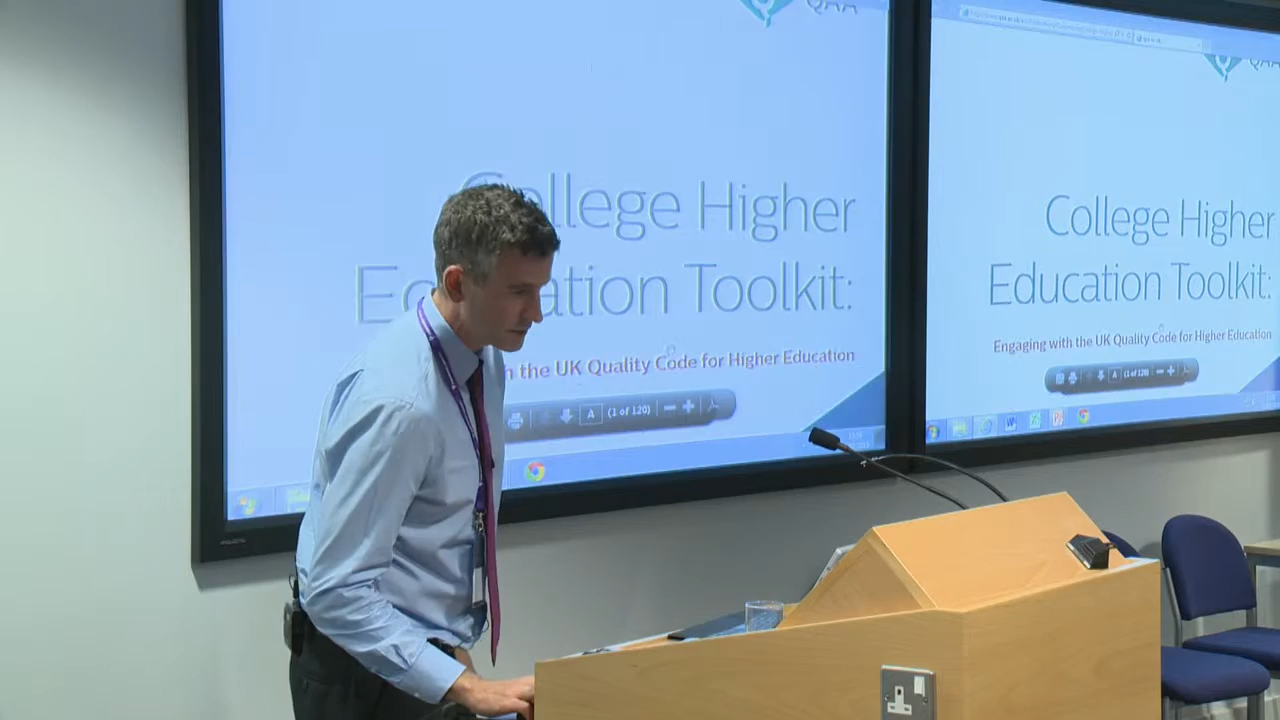 QAA
College Higher
Education Toolkit:
the UK Quality Code for Higher Education
A (1 of 120)
QAA
College Higher
Education Toolkit:
Engaging with the UK Quality Code for Higher Education
A (1 of 120)